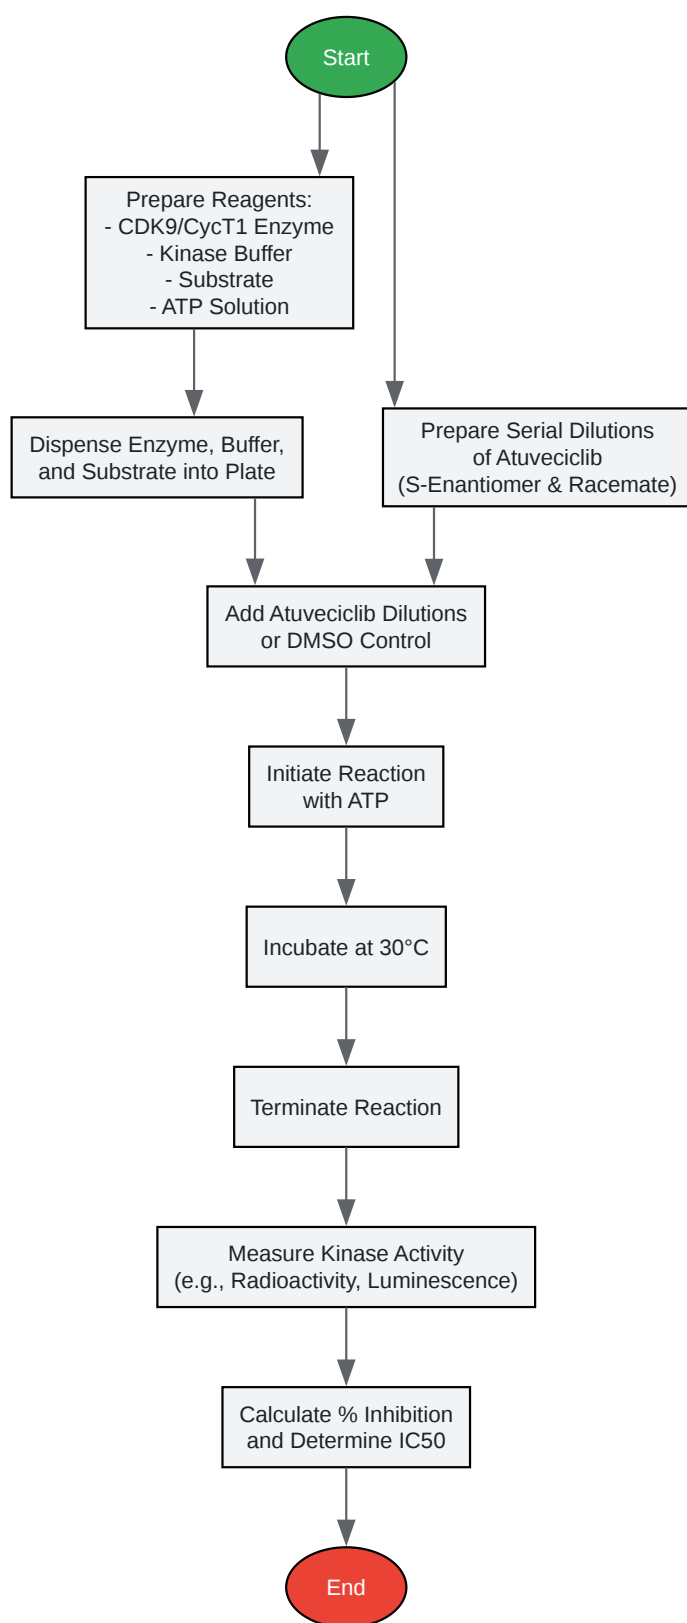 Start
Prepare Reagents:
- CDK9/CycT1 Enzyme
- Kinase Buffer
- Substrate
- ATP Solution
Dispense Enzyme, Buffer,
and Substrate into Plate
Prepare Serial Dilutions
of Atuveciclib
(S-Enantiomer & Racemate)
Add Atuveciclib Dilutions
or DMSO Control
Initiate Reaction
with ATP
Incubate at 30°C
Terminate Reaction
Measure Kinase Activity
(e.g., Radioactivity, Luminescence)
Calculate % Inhibition
and Determine IC50
End